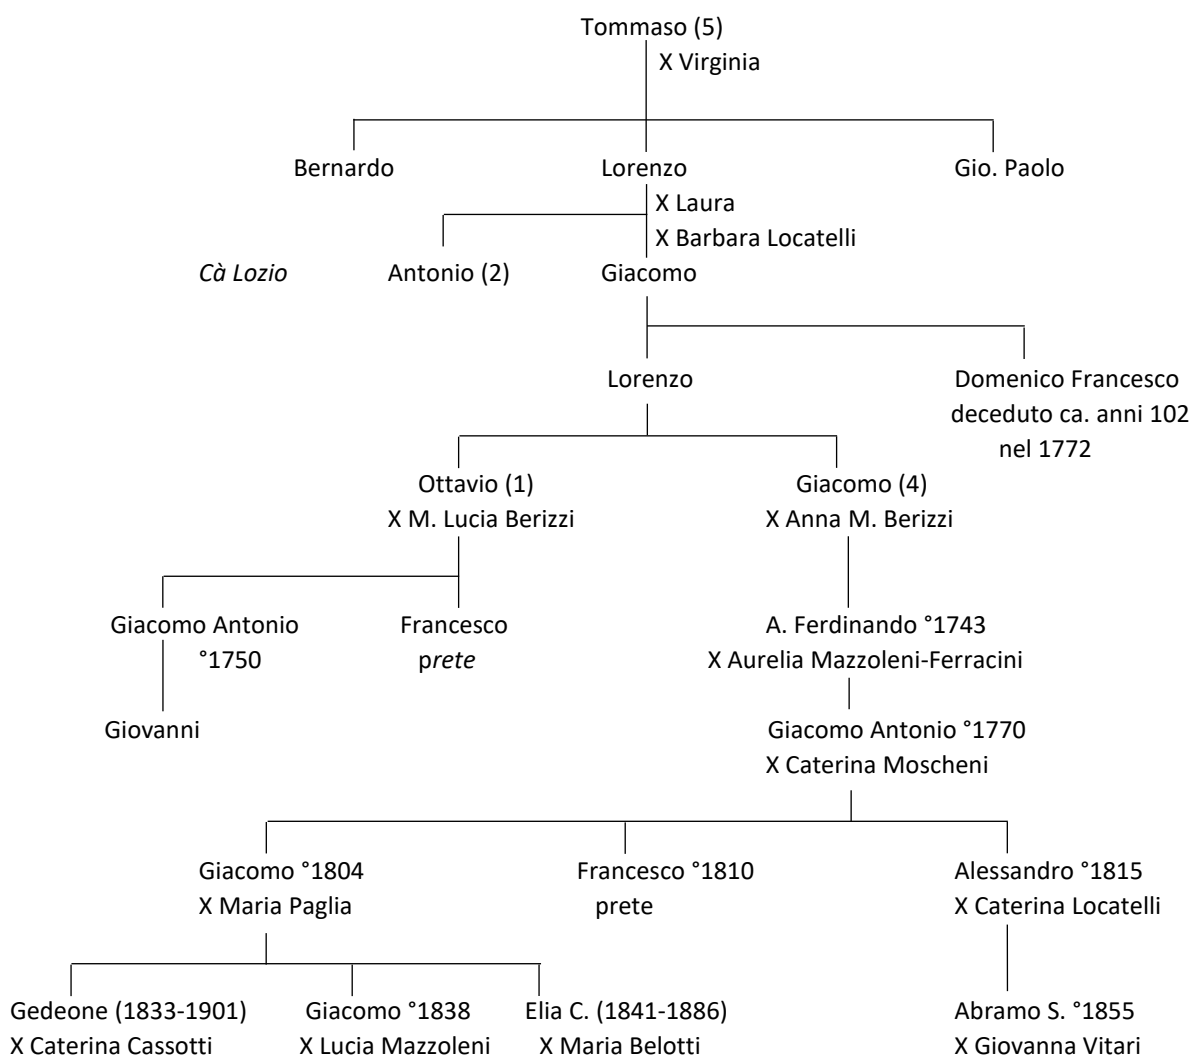 Tommaso (5)
X Virginia
Bernardo
Lorenzo
Gio. Paolo
X Laura
X Barbara Locatelli
Cà Lozio
Antonio (2)
Giacomo
Lorenzo
Domenico Francesco
deceduto ca. anni 102
nel 1772
Ottavio (1)
X M. Lucia Berizzi
Giacomo (4)
X Anna M. Berizzi
Giacomo Antonio
°1750
Francesco
prete
A. Ferdinando °1743
X Aurelia Mazzoleni-Ferracini
Giovanni
Giacomo Antonio °1770
X Caterina Moscheni
Giacomo °1804
X Maria Paglia
Francesco °1810
prete
Alessandro °1815
X Caterina Locatelli
Gedeone (1833-1901)
X Caterina Cassotti
Giacomo °1838
X Lucia Mazzoleni
Elia C. (1841-1886)
X Maria Belotti
Abramo S. °1855
X Giovanna Vitari